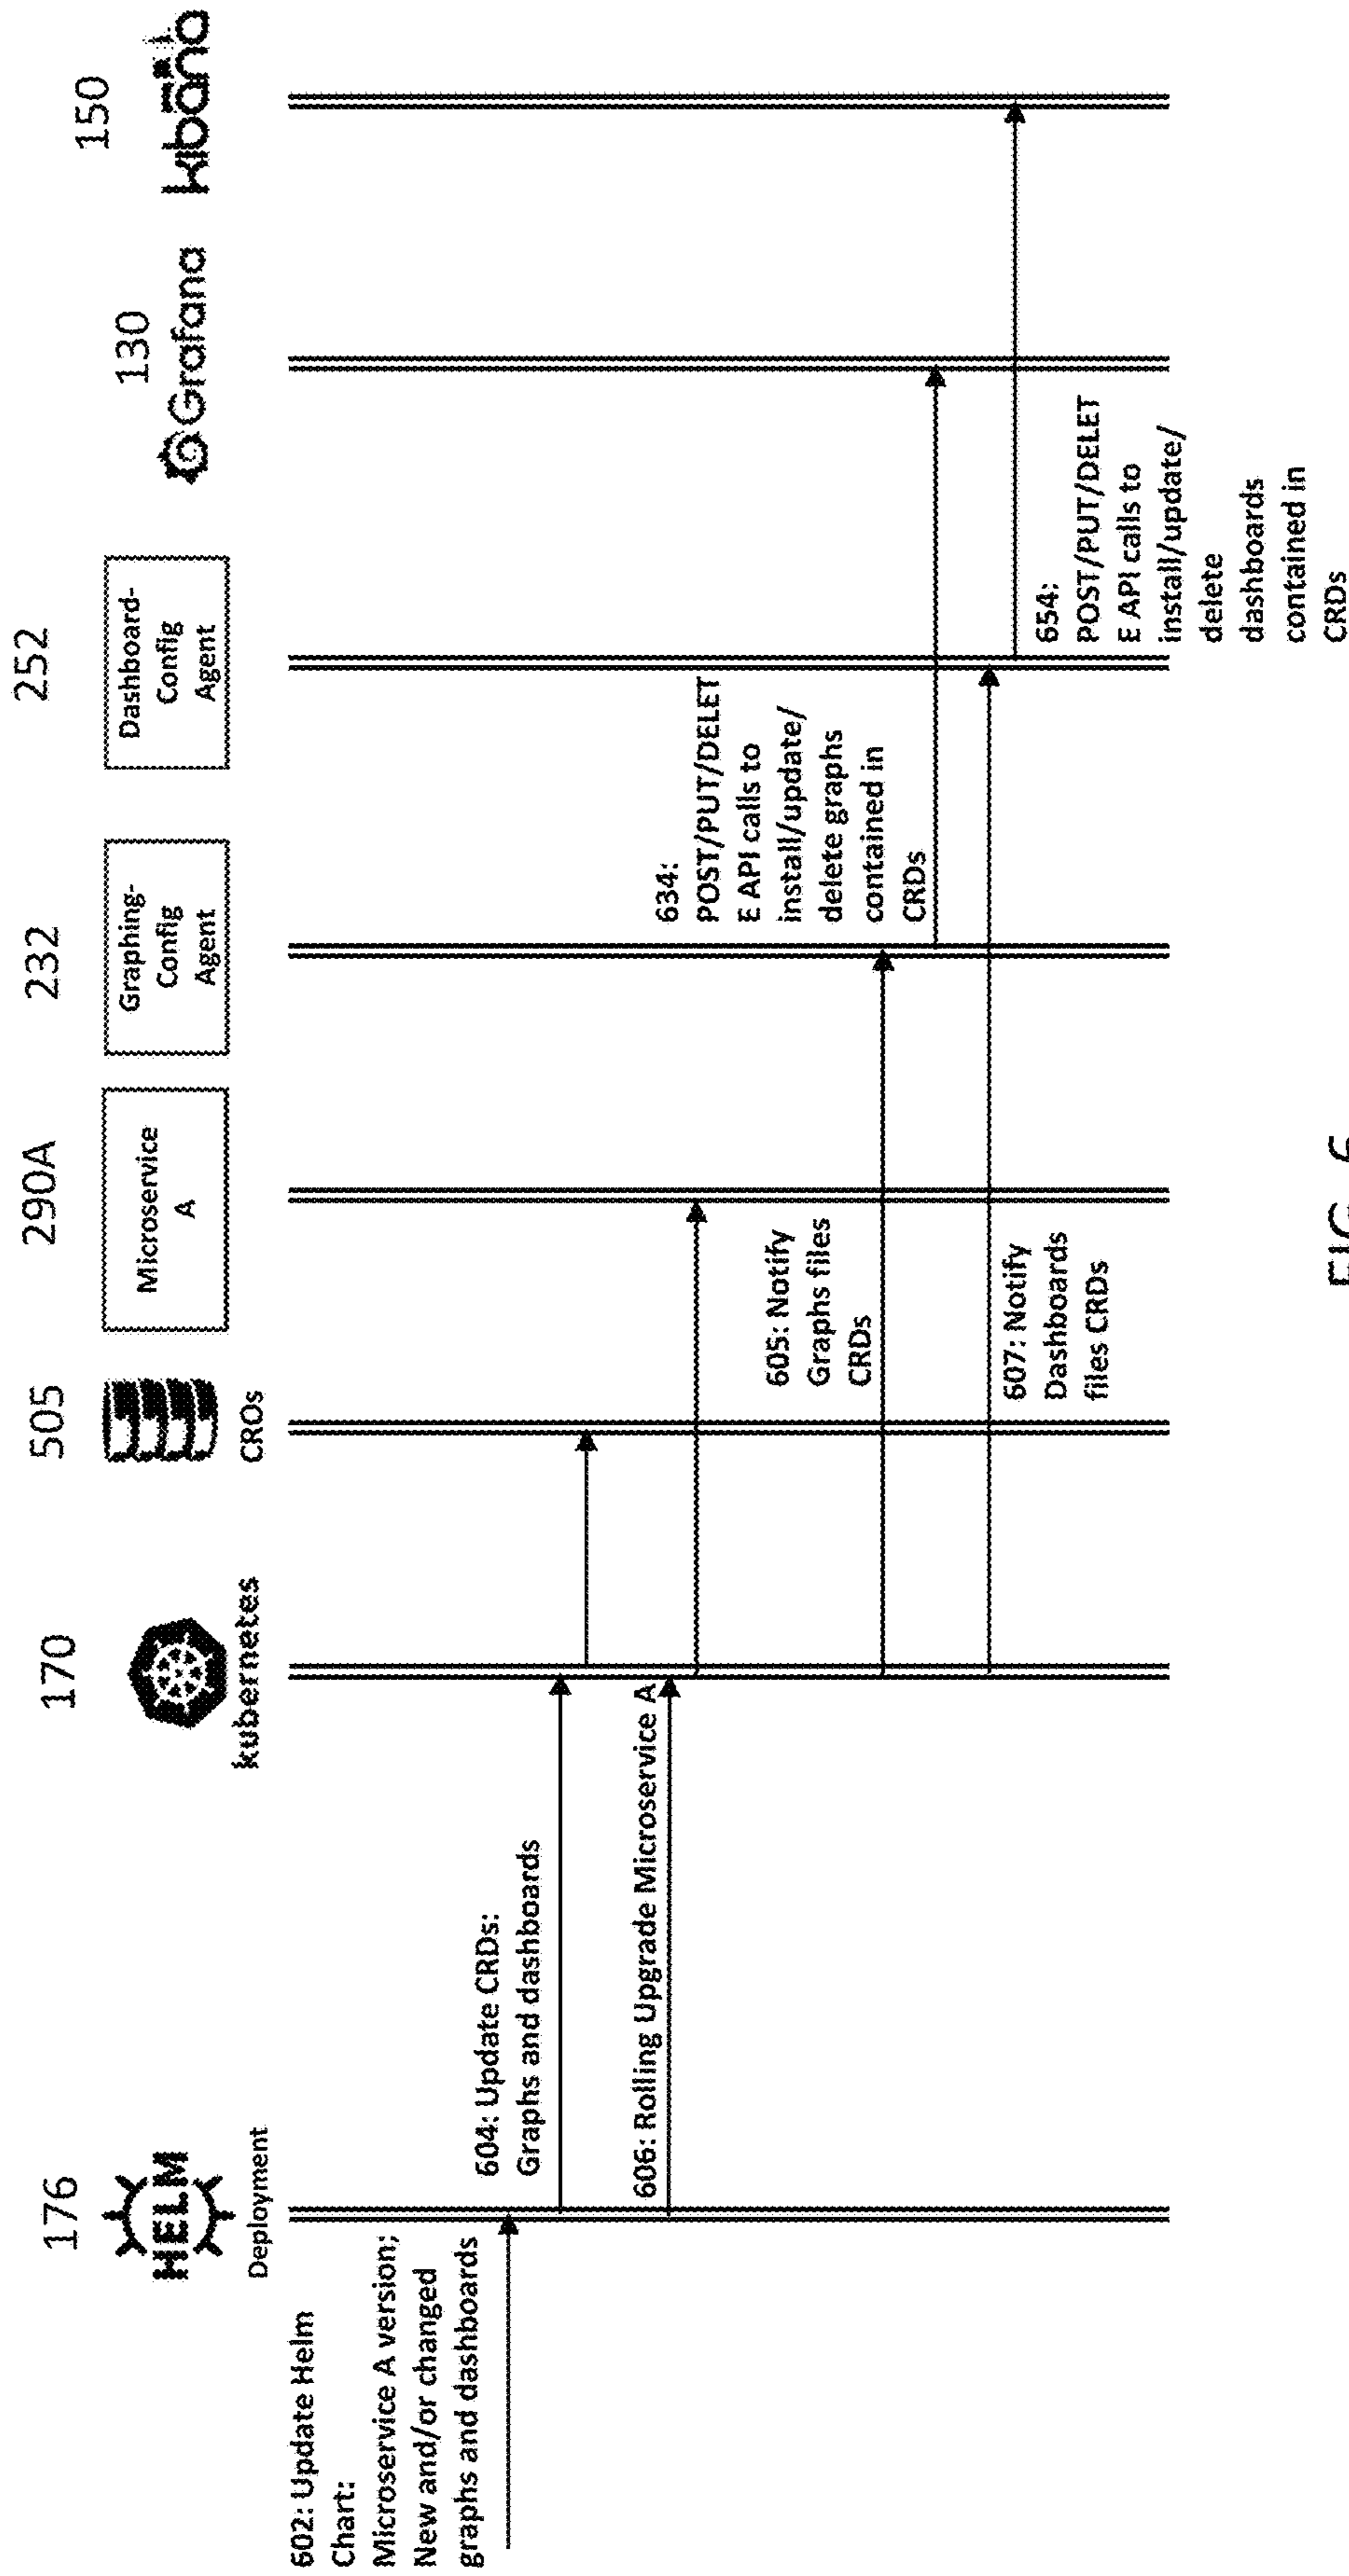 176
HELM
Deployment
170
kubernetes
505
CROs
290A
Microservice
A
232
Graphing-
Config
Agent
252
Dashboard-
Config
Agent
130
Grafana
150
kibana
602: Update Helm
Chart:
Microservice A version;
New and/or changed
graphs and dashboards
604: Update CRDs:
Graphs and dashboards
606: Rolling Upgrade Microservice A
605: Notify
Graphs files
CRDs
634:
POST/PUT/DELET
E API calls to
install/update/
delete graphs
contained in
CRDs
607: Notify
Dashboards
files CRDs
654:
POST/PUT/DELET
E API calls to
install/update/
delete
dashboards
contained in
CRDs
FIG. 6